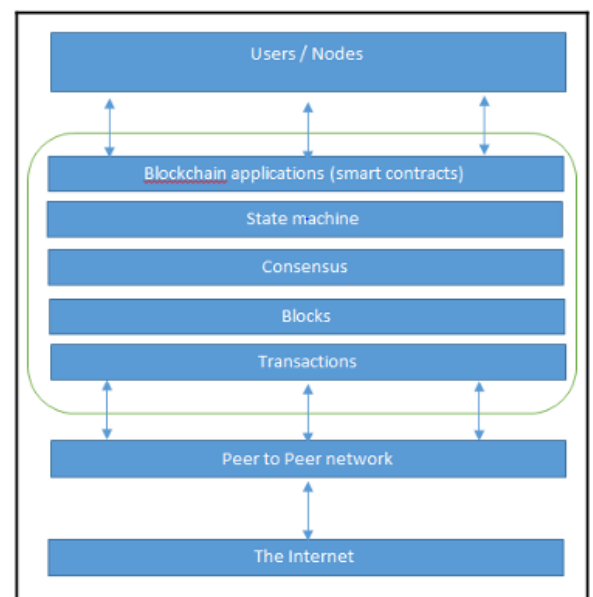 Users / Nodes
Blockchain applications (smart contracts)
State machine
Consensus
Blocks
Transactions
Peer to Peer network
The Internet